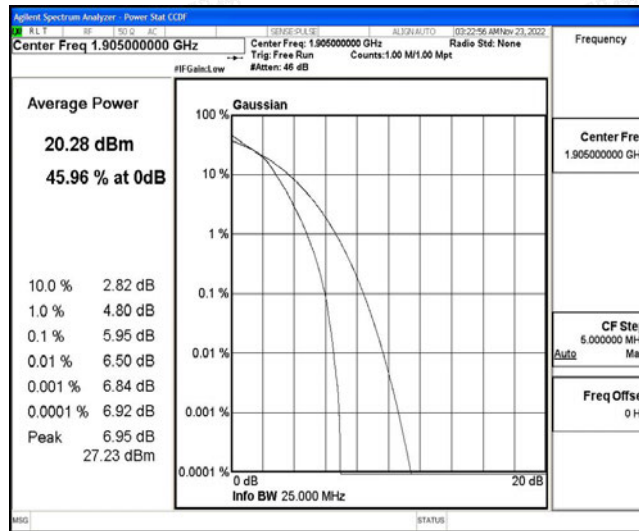 Agilent Spectrum Analyzer - Power Stat CCDF
RLT RF 50 Ω AC SENSE:PULSE ALIGNAUTO 03:22:56 AMNov 23, 2022
Center Freq 1.905000000 GHz
Center Freq: 1.905000000 GHz Radio Std: None
Trig: Free Run Counts:1.00 M/1.00 Mpt
#IFGain:Low #Atten: 46 dB
Average Power
20.28 dBm
45.96 % at 0dB
10.0 % 2.82 dB
1.0 % 4.80 dB
0.1 % 5.95 dB
0.01 % 6.50 dB
0.001 % 6.84 dB
0.0001 % 6.92 dB
Peak 6.95 dB
27.23 dBm
Gaussian
100 %
10 %
1 %
0.1 %
0.01 %
0.001 %
0.0001 %
0 dB 20 dB
Info BW 25.000 MHz
Frequency
Center Fre
1.905000000 GH
CF Ste
5.000000 MH
Auto Ma
Freq Offse
0 H
MSG STATUS